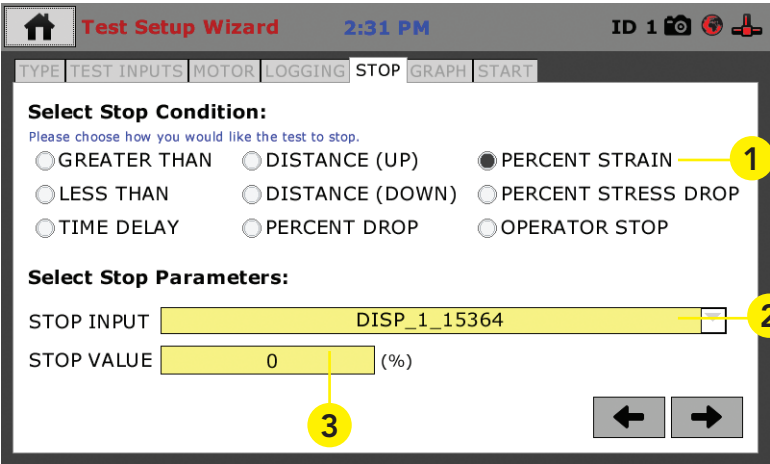 Test Setup Wizard 2:31 PM ID 1
TYPE TEST INPUTS MOTOR LOGGING STOP GRAPH START
Select Stop Condition:
Please choose how you would like the test to stop.
GREATER THAN DISTANCE (UP) PERCENT STRAIN 1
LESS THAN DISTANCE (DOWN) PERCENT STRESS DROP
TIME DELAY PERCENT DROP OPERATOR STOP
Select Stop Parameters:
STOP INPUT DISP_1_15364 2
STOP VALUE 0 (%)
3